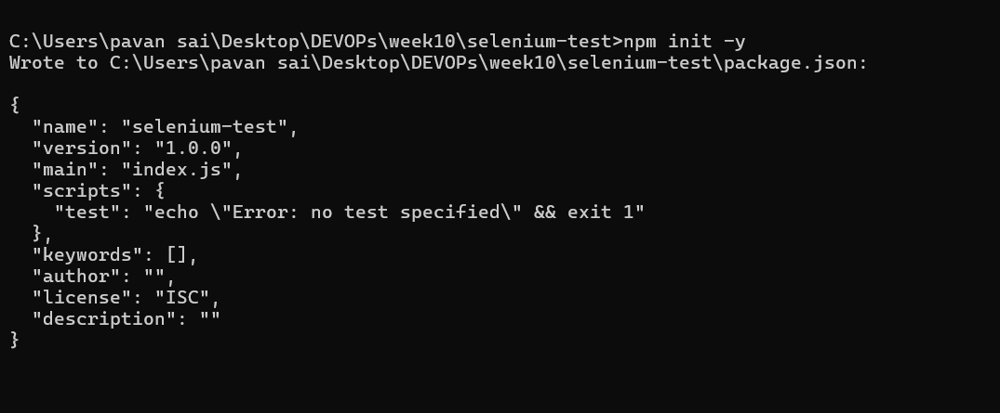 C:\Users\pavan sai\Desktop\DEVOPs\week10\selenium-test>npm init -y
Wrote to C:\Users\pavan sai\Desktop\DEVOPs\week10\selenium-test\package.json:

{
  "name": "selenium-test",
  "version": "1.0.0",
  "main": "index.js",
  "scripts": {
    "test": "echo \"Error: no test specified\" && exit 1"
  },
  "keywords": [],
  "author": "",
  "license": "ISC",
  "description": ""
}